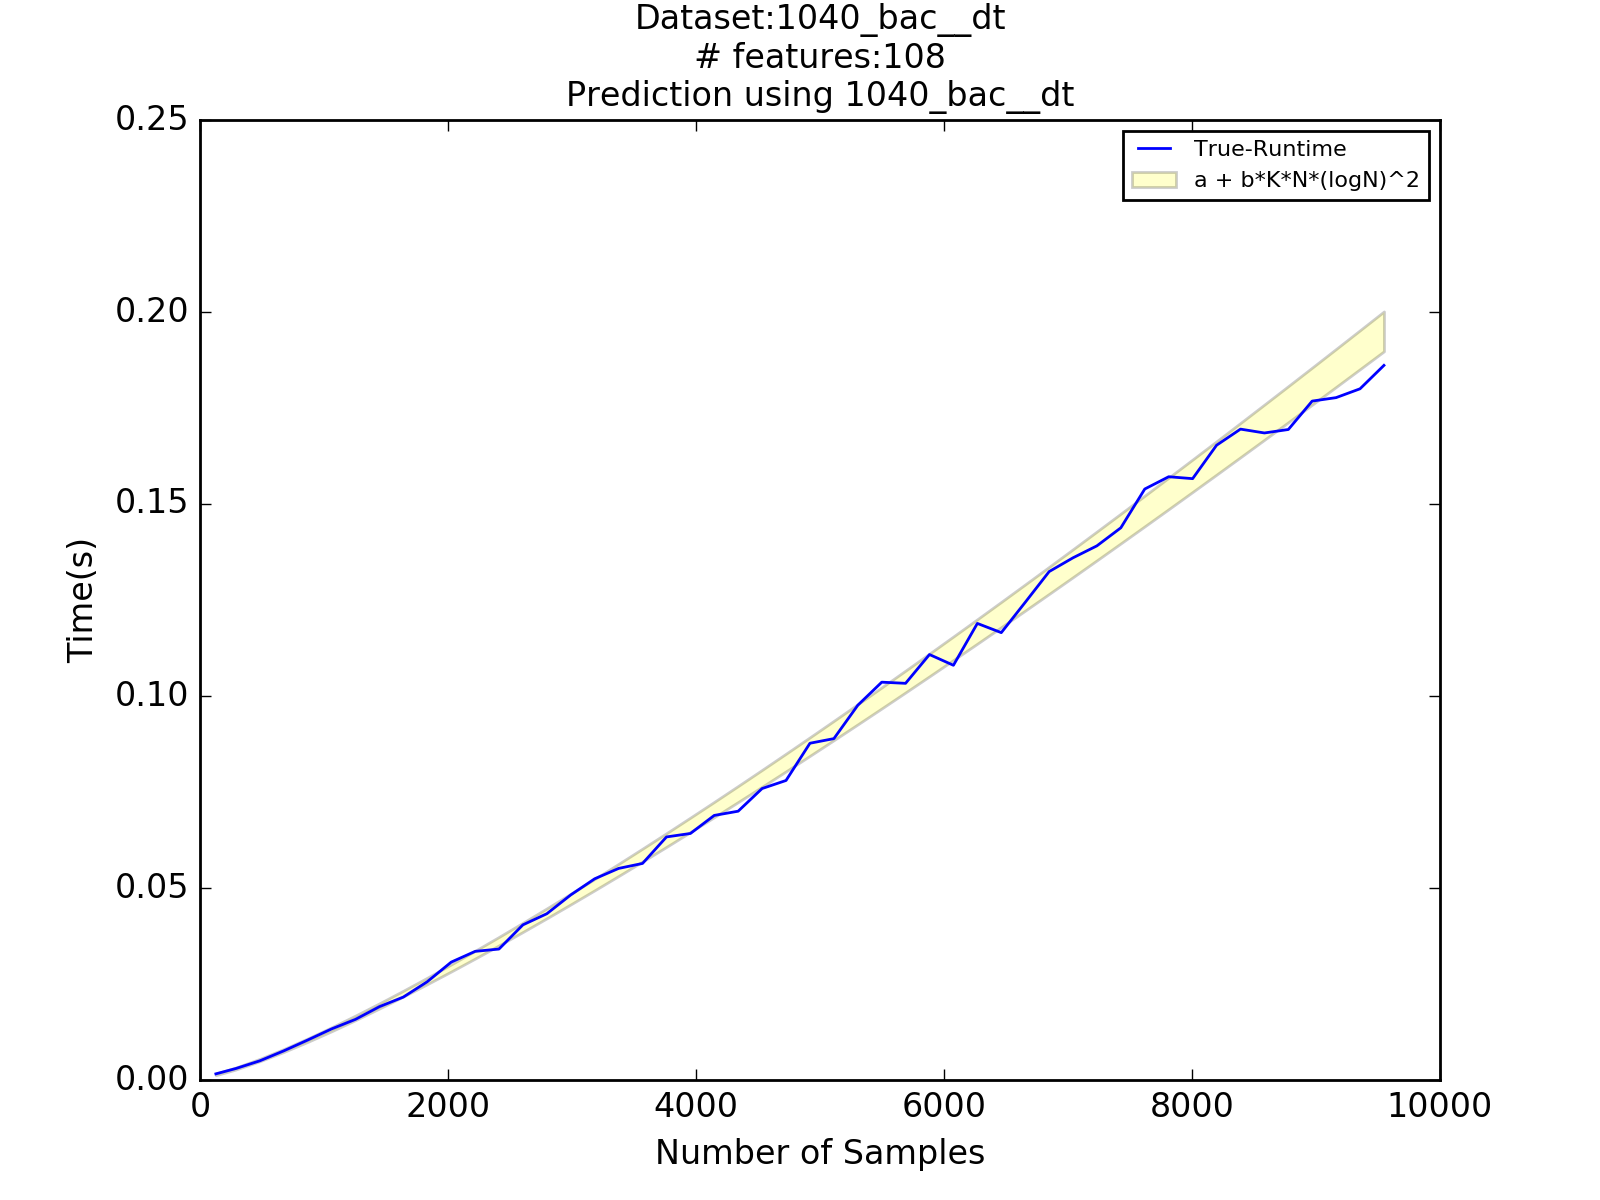 Dataset:1040_bac__dt
# features:108
Prediction using 1040_bac__dt
True-Runtime
a + b*K*N*(logN)^2
0.25
0.20
0.15
0.10
0.05
0.00
Time(s)
0 2000 4000 6000 8000 10000
Number of Samples